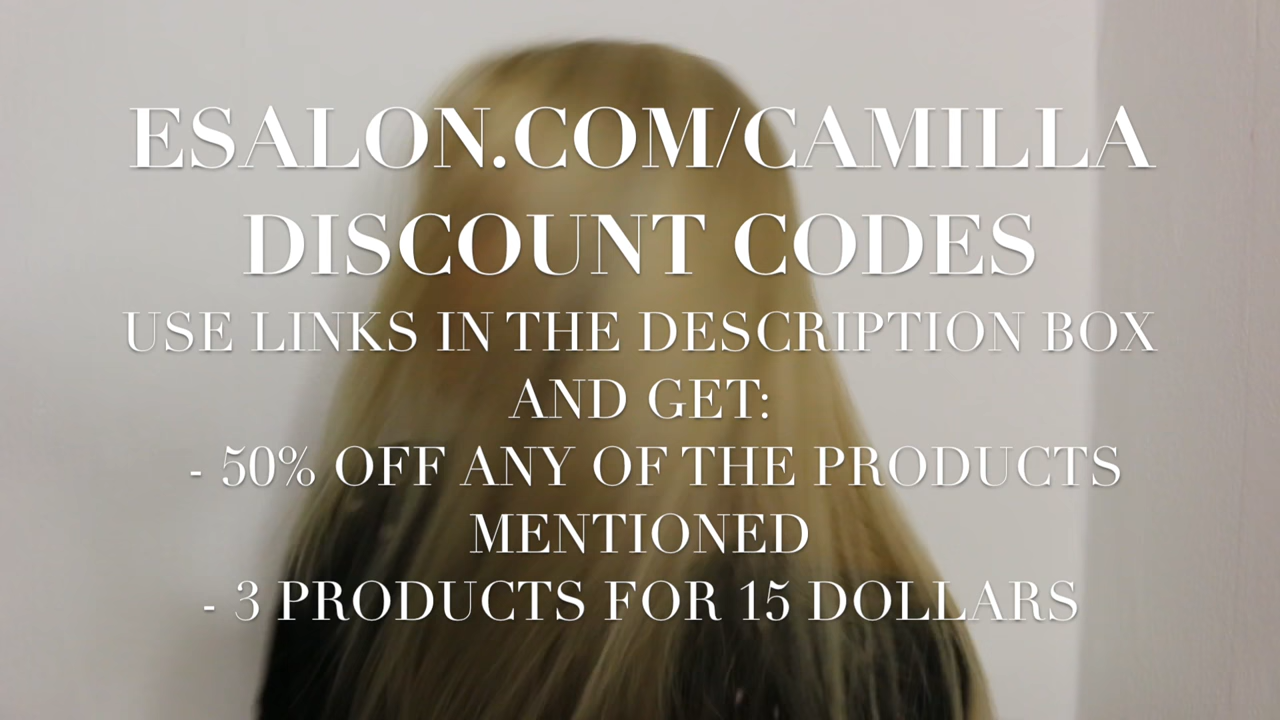 ESALON.COM/CAMILLA
DISCOUNT CODES
USE LINKS IN THE DESCRIPTION BOX
AND GET:
- 50% OFF ANY OF THE PRODUCTS
MENTIONED
- 3 PRODUCTS FOR 15 DOLLARS